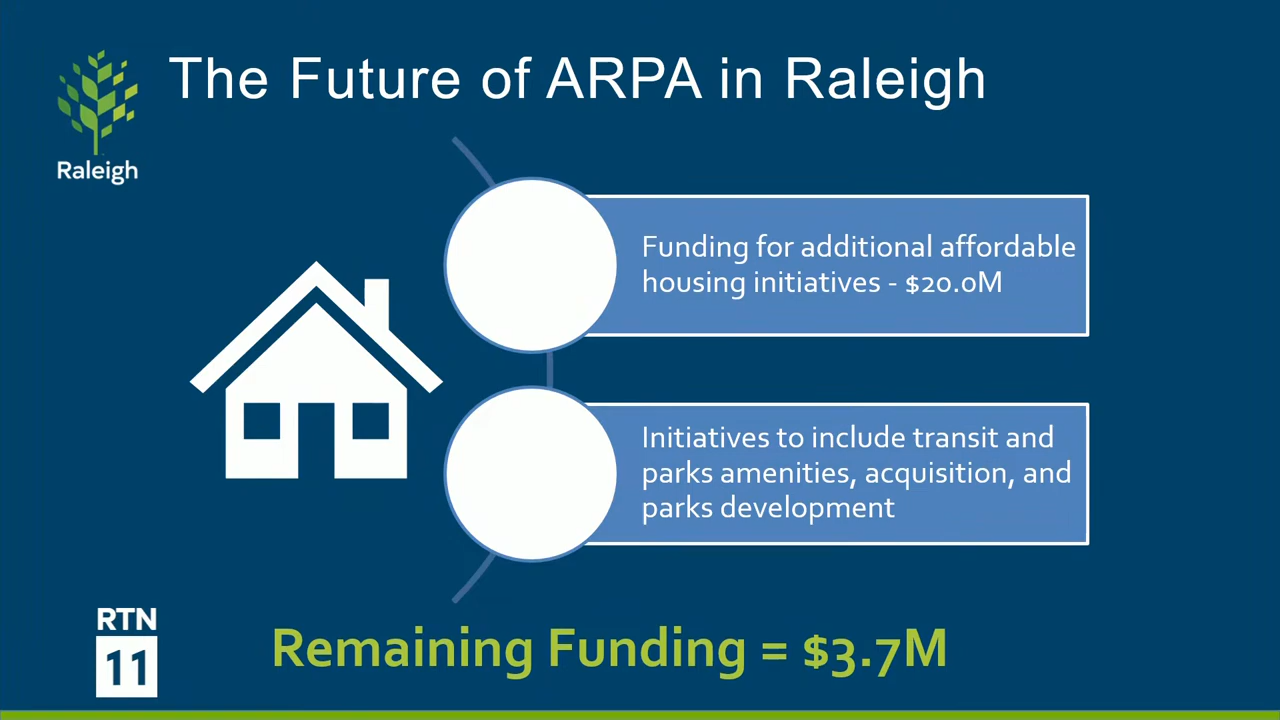 The Future of ARPA in Raleigh
Raleigh
Funding for additional affordable
housing initiatives - $20.0M
Initiatives to include transit and
parks amenities, acquisition, and
parks development
RTN
11
Remaining Funding = $3.7M